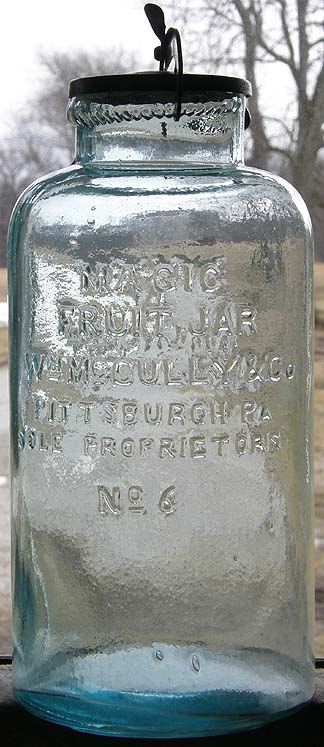 MAGIC
FRUIT JAR
Wm McCULLY & Co
PITTSBURGH PA
SOLE PROPRIETORS
No 6